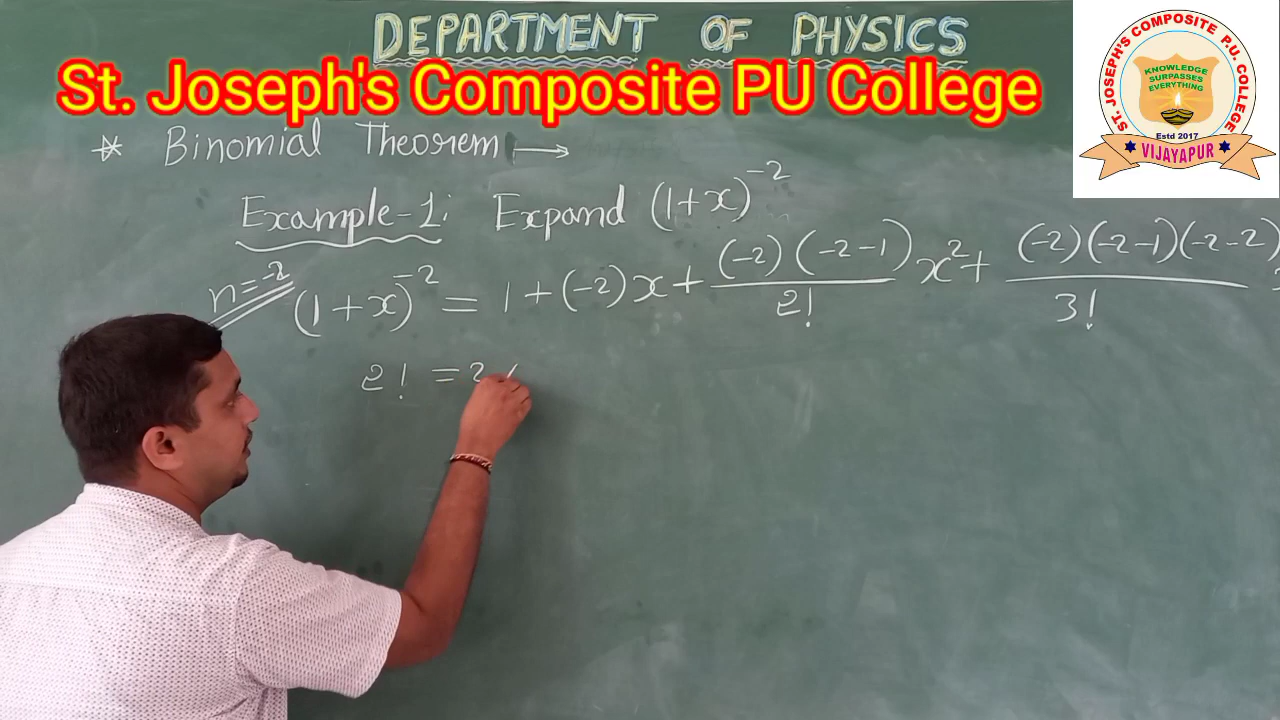 DEPARTMENT OF PHYSICS
St. Joseph's Composite PU College
ST. JOSEPH'S COMPOSITE P.U. COLLEGE
KNOWLEDGE
SURPASSES
EVERYTHING
Estd 2017
VIJAYAPUR
* Binomial Theorem →
Example-1: Expand (1+x)⁻²
n=-2
(1+x)⁻² = 1+(-2)x+ (-2)(-2-1)/2! x²+ (-2)(-2-1)(-2-2)/3!
2! = 2